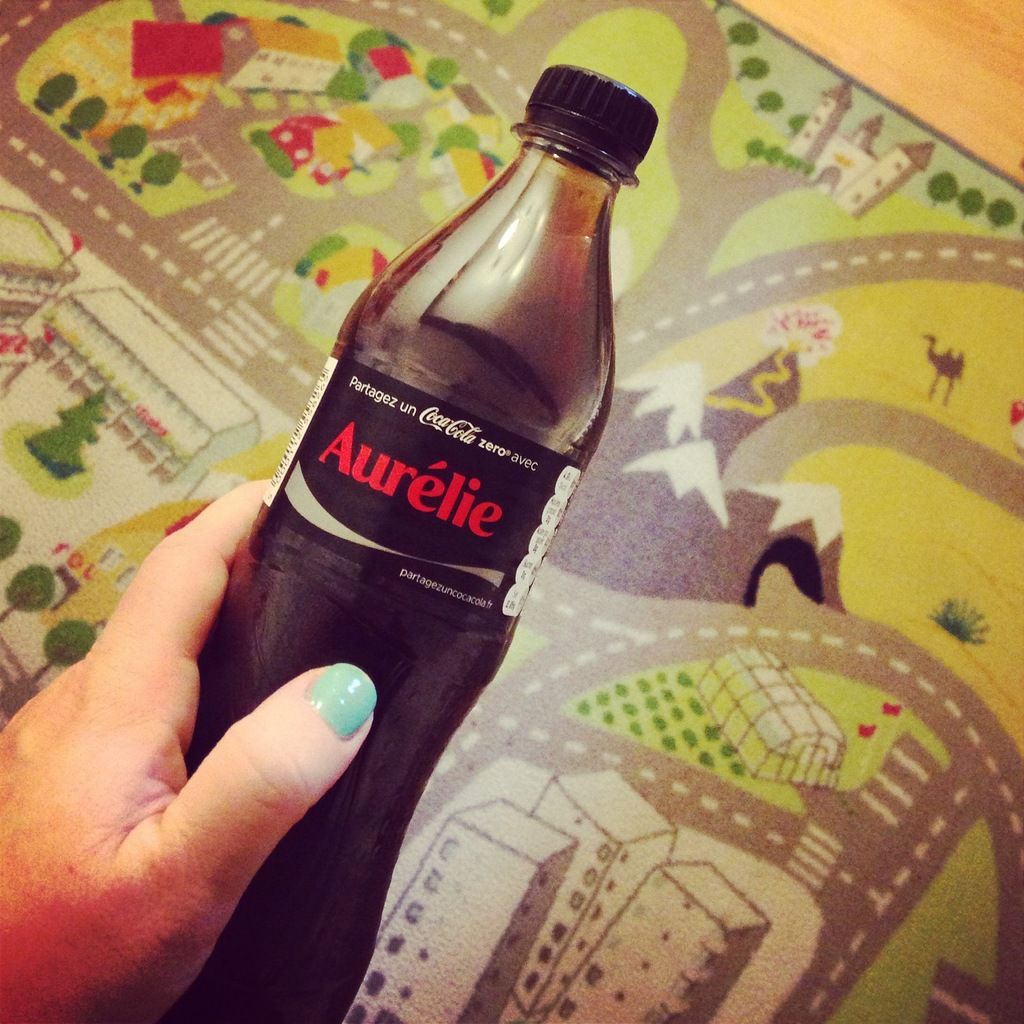 Partagez un Coca-Cola zero® avec
Aurélie
partagezuncocacola.fr